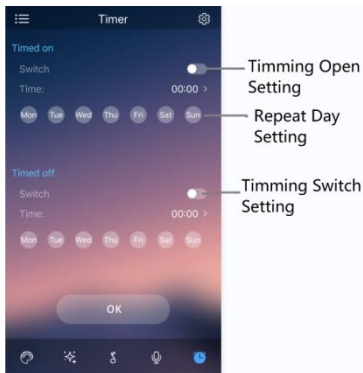 Timer
Timed on
Switch
Timming Open
Setting
Time: 00:00 >
Mon Tue Wed Thu Fri Sat Sun
Repeat Day
Setting
Timed off
Switch
Timming Switch
Setting
Time: 00:00 >
Mon Tue Wed Thu Fri Sat Sun
OK